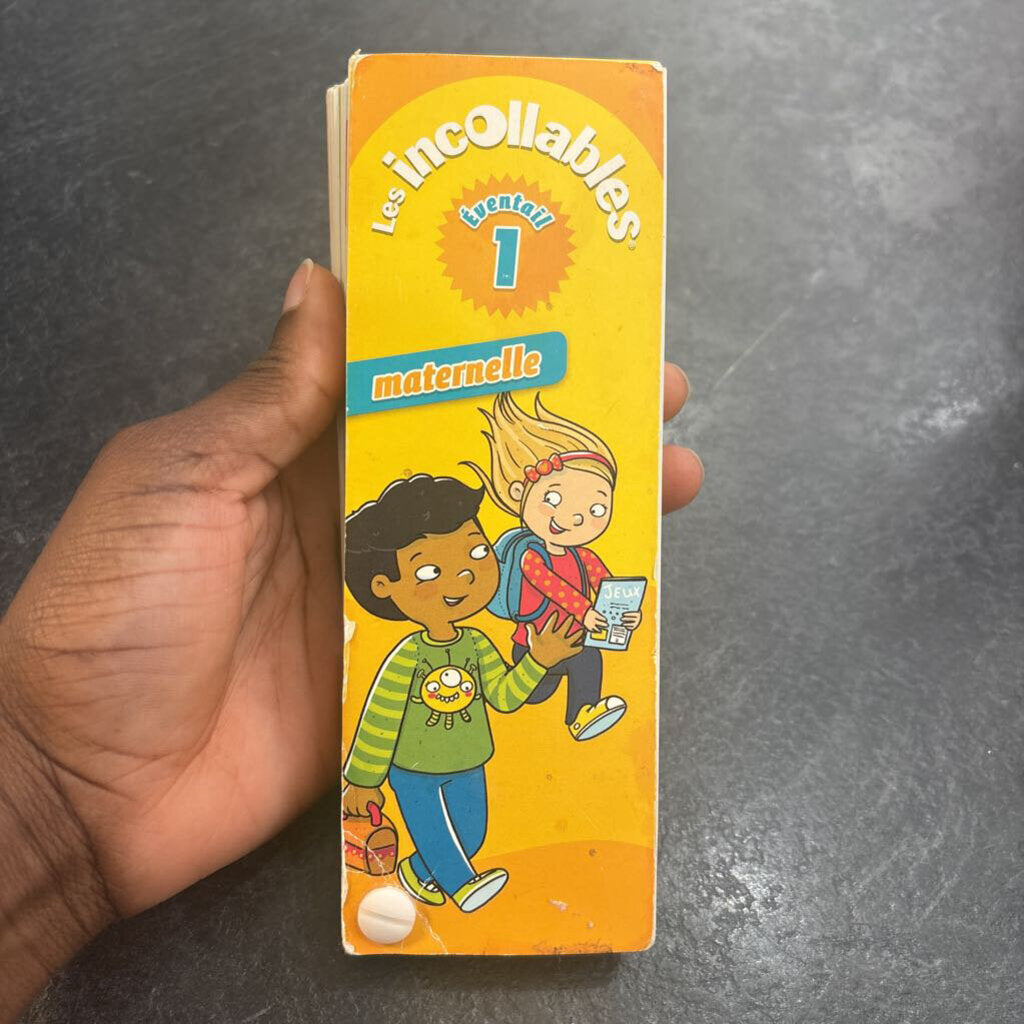 Les incollables
Éventail
1
maternelle
JEUX